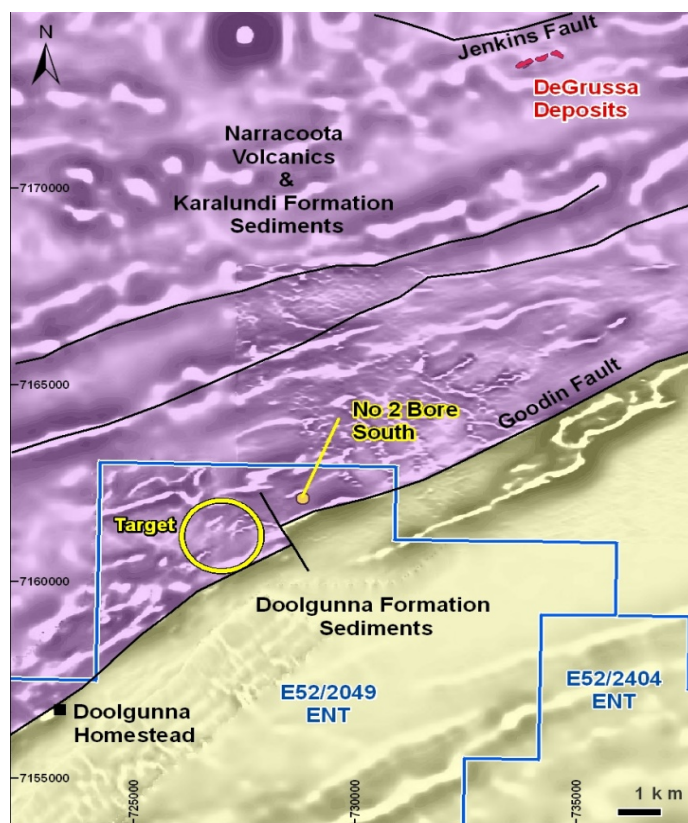 N
Jenkins Fault
DeGrussa
Deposits
Narracoota
Volcanics
&
Karalundi Formation
Sediments
7170000
7165000
Goodin Fault
No 2 Bore
South
Target
7160000
Doolgunna Formation
Sediments
E52/2049
ENT
E52/2404
ENT
Doolgunna
Homestead
7155000
725000
730000
735000
1 km